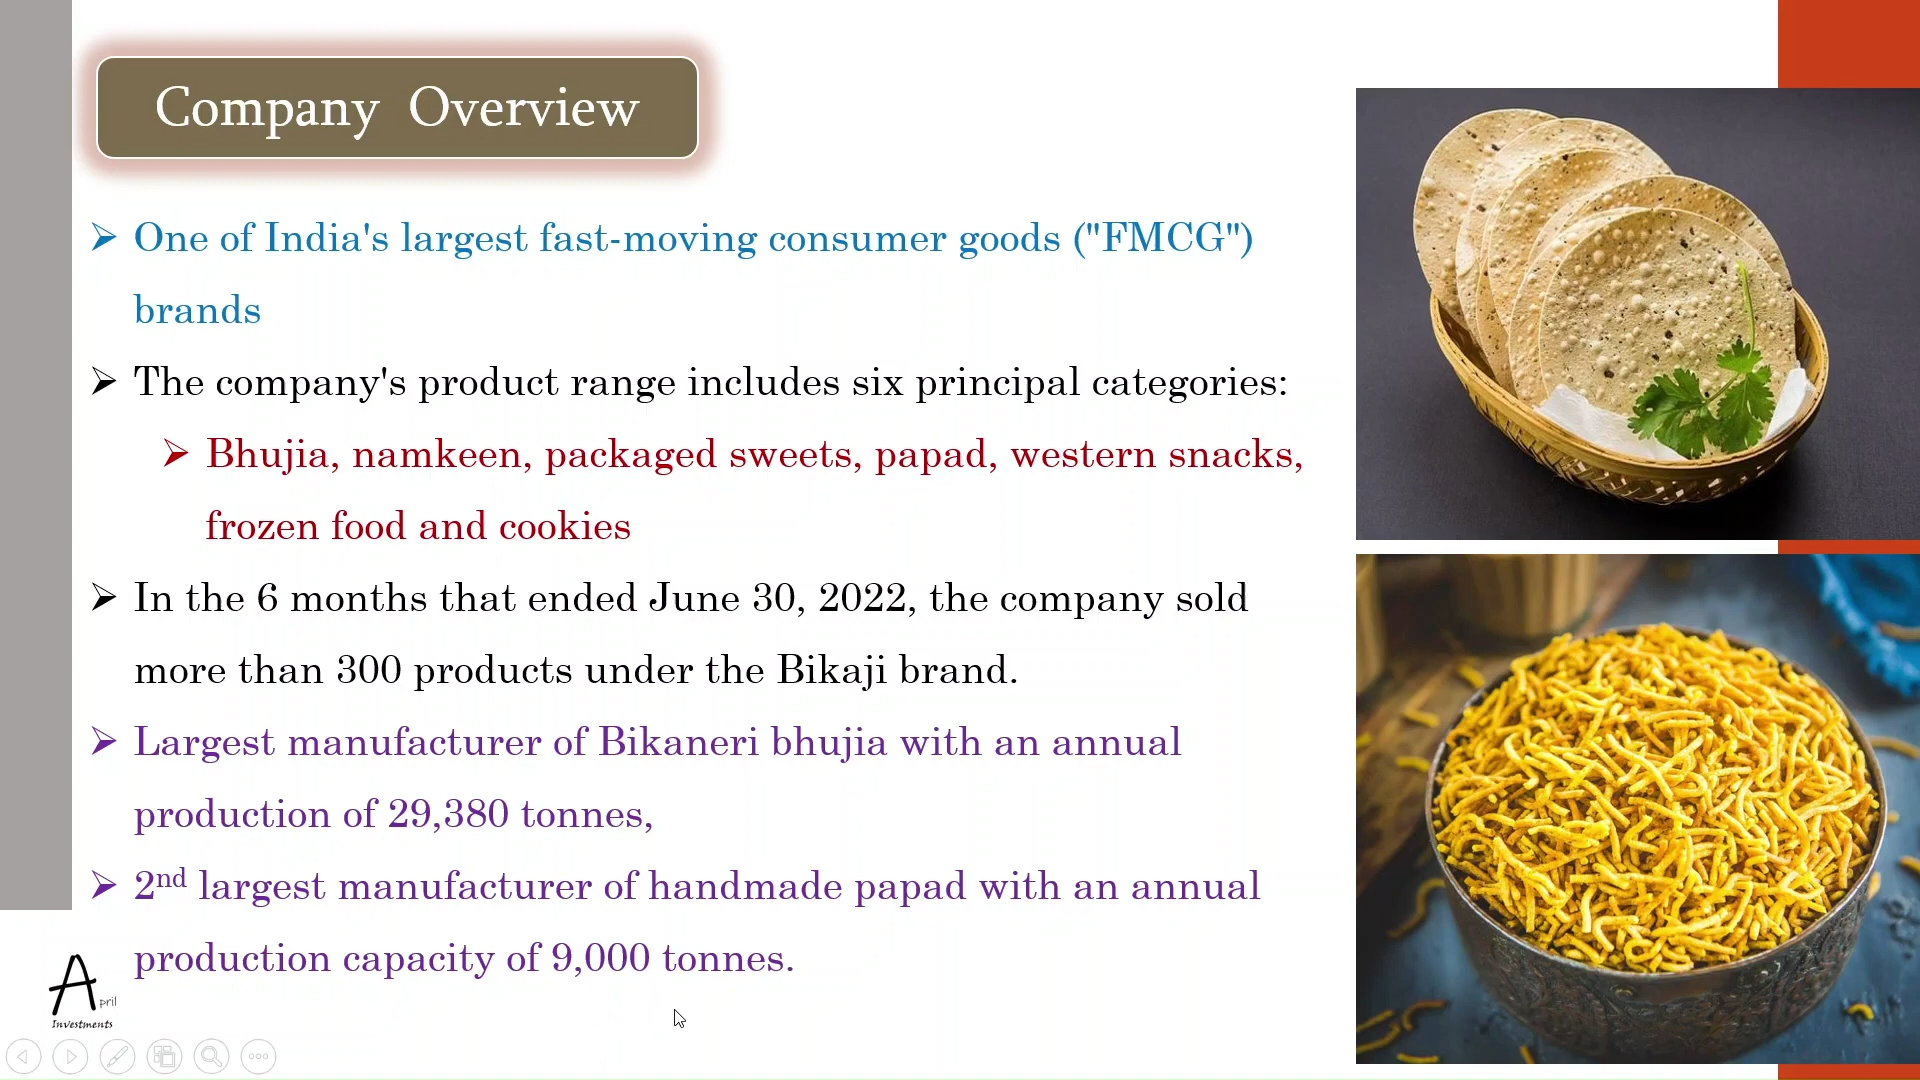 Company Overview
➢ One of India's largest fast-moving consumer goods ("FMCG")
brands
➢ The company's product range includes six principal categories:
➢ Bhujia, namkeen, packaged sweets, papad, western snacks,
frozen food and cookies
➢ In the 6 months that ended June 30, 2022, the company sold
more than 300 products under the Bikaji brand.
➢ Largest manufacturer of Bikaneri bhujia with an annual
production of 29,380 tonnes,
➢ 2nd largest manufacturer of handmade papad with an annual
production capacity of 9,000 tonnes.
April
Investments